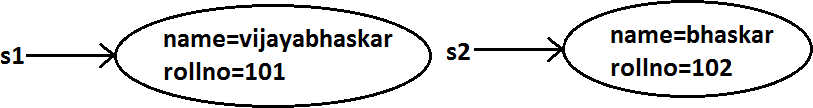 s1
name=vijayabhaskar
rollno=101
s2
name=bhaskar
rollno=102